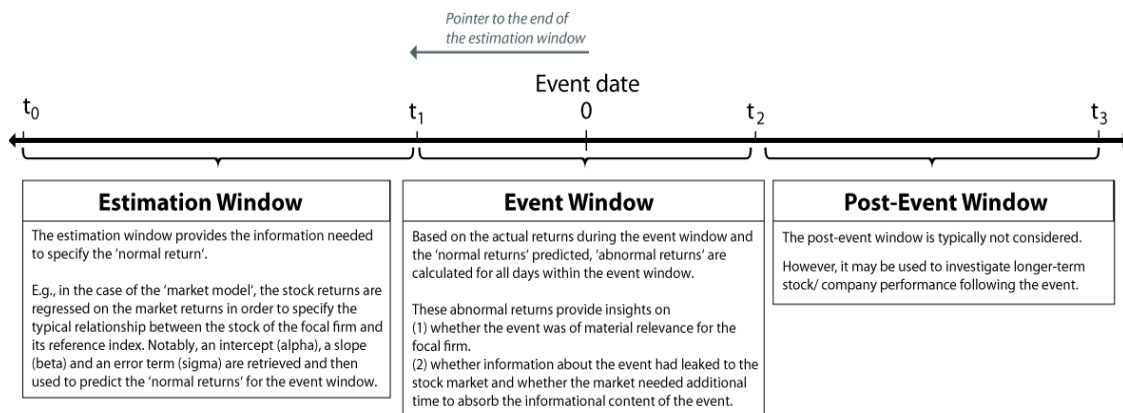 Pointer to the end
of the estimation window
Event date
t0
t1
0
t2
t3
Estimation Window
The estimation window provides the information needed
to specify the 'normal return'.
E.g., in the case of the 'market model', the stock returns are
regressed on the market returns in order to specify the
typical relationship between the stock of the focal firm and
its reference index. Notably, an intercept (alpha), a slope
(beta) and an error term (sigma) are retrieved and then
used to predict the 'normal returns' for the event window.
Event Window
Based on the actual returns during the event window and
the 'normal returns' predicted, 'abnormal returns' are
calculated for all days within the event window.
These abnormal returns provide insights on
(1) whether the event was of material relevance for the
focal firm.
(2) whether information about the event had leaked to the
stock market and whether the market needed additional
time to absorb the informational content of the event.
Post-Event Window
The post-event window is typically not considered.
However, it may be used to investigate longer-term
stock/ company performance following the event.